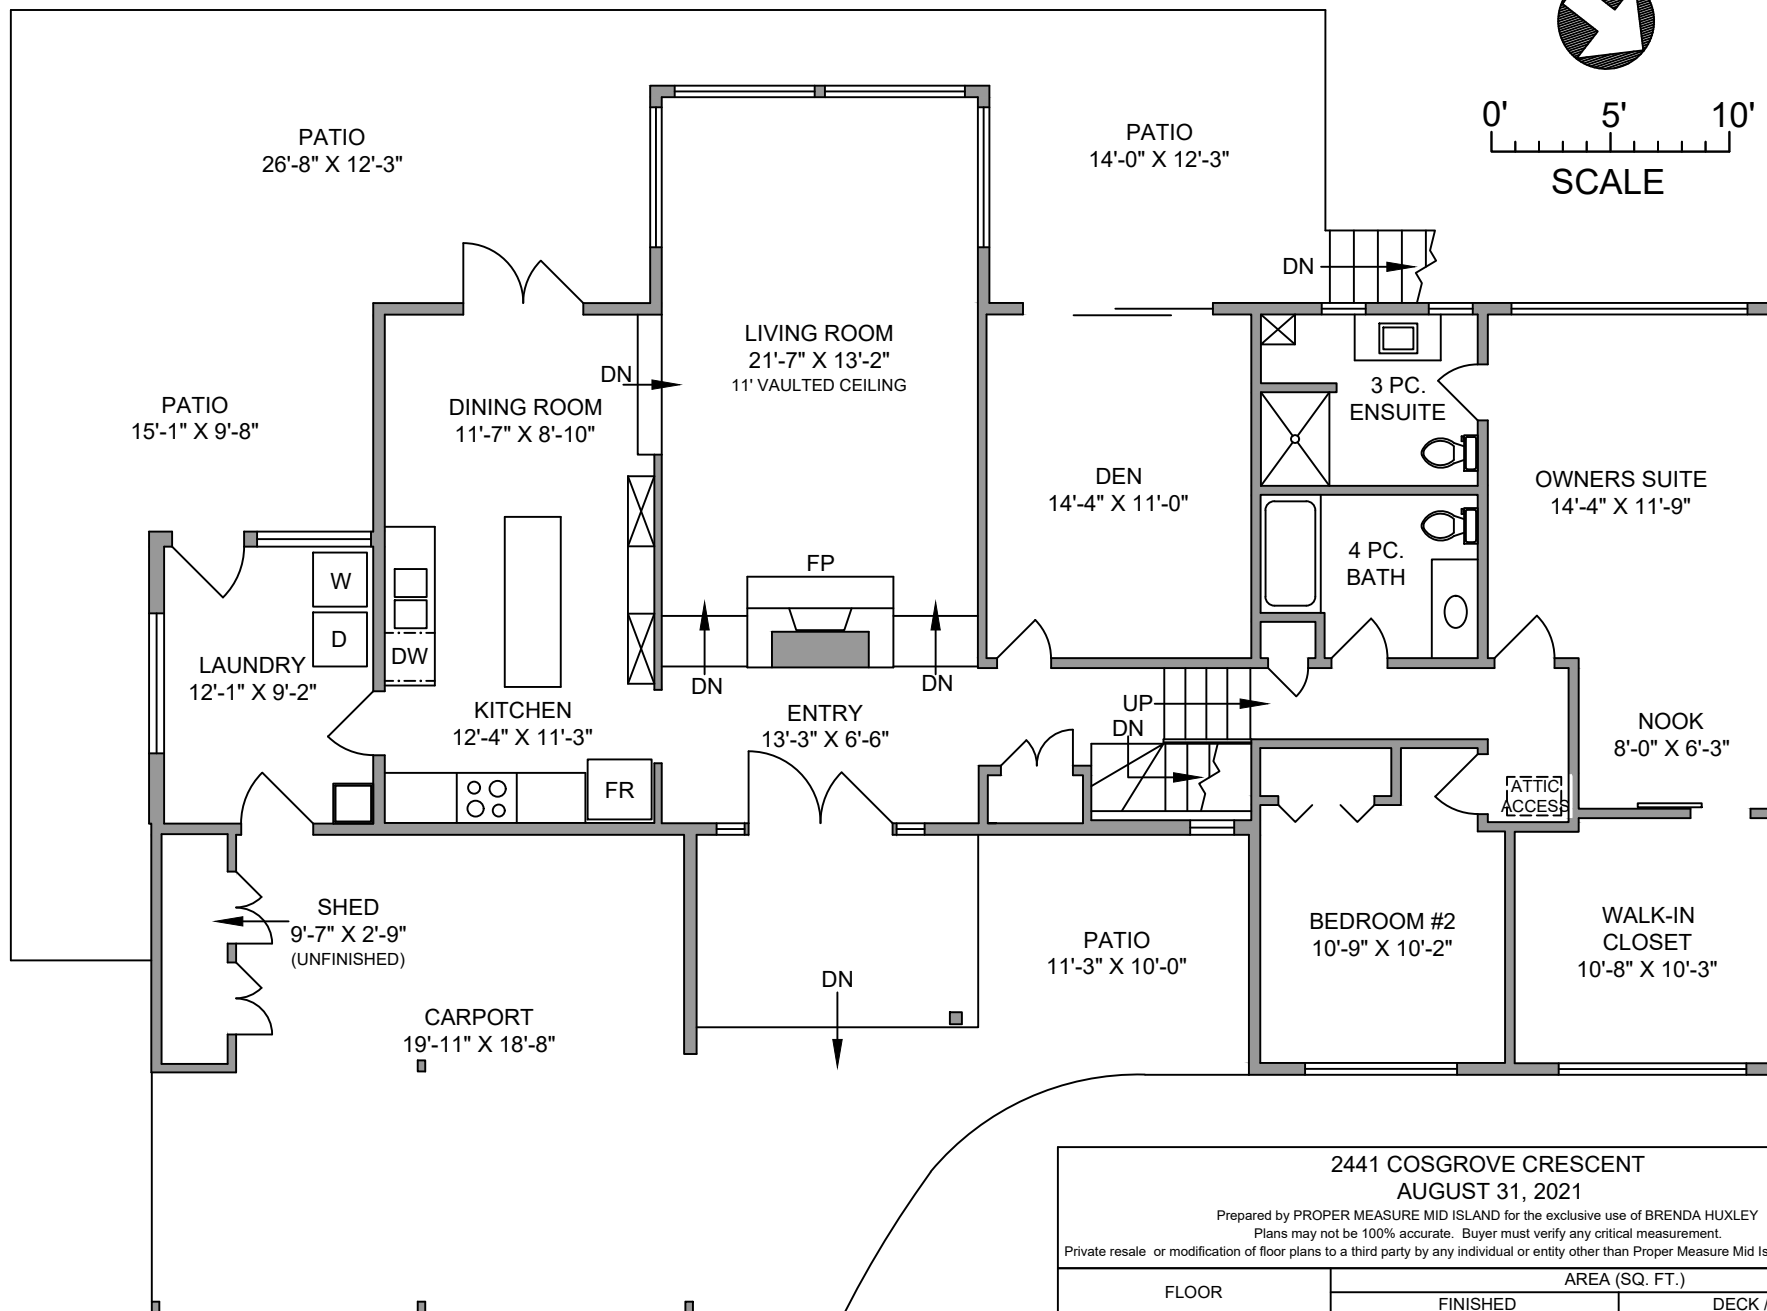 0' 5' 10'
SCALE
PATIO
26'-8" X 12'-3"
PATIO
14'-0" X 12'-3"
DN
LIVING ROOM
21'-7" X 13'-2"
11' VAULTED CEILING
DN
DINING ROOM
11'-7" X 8'-10"
PATIO
15'-1" X 9'-8"
3 PC.
ENSUITE
DEN
14'-4" X 11'-0"
OWNERS SUITE
14'-4" X 11'-9"
4 PC.
BATH
FP
W
D
DW
LAUNDRY
12'-1" X 9'-2"
KITCHEN
12'-4" X 11'-3"
FR
DN
DN
ENTRY
13'-3" X 6'-6"
UP
DN
NOOK
8'-0" X 6'-3"
ATTIC
ACCESS
SHED
9'-7" X 2'-9"
(UNFINISHED)
CARPORT
19'-11" X 18'-8"
DN
PATIO
11'-3" X 10'-0"
BEDROOM #2
10'-9" X 10'-2"
WALK-IN
CLOSET
10'-8" X 10'-3"
2441 COSGROVE CRESCENT
AUGUST 31, 2021
Prepared by PROPER MEASURE MID ISLAND for the exclusive use of BRENDA HUXLEY
Plans may not be 100% accurate. Buyer must verify any critical measurement.
Private resale or modification of floor plans to a third party by any individual or entity other than Proper Measure Mid Is
FLOOR
AREA (SQ. FT.)
FINISHED
DECK /